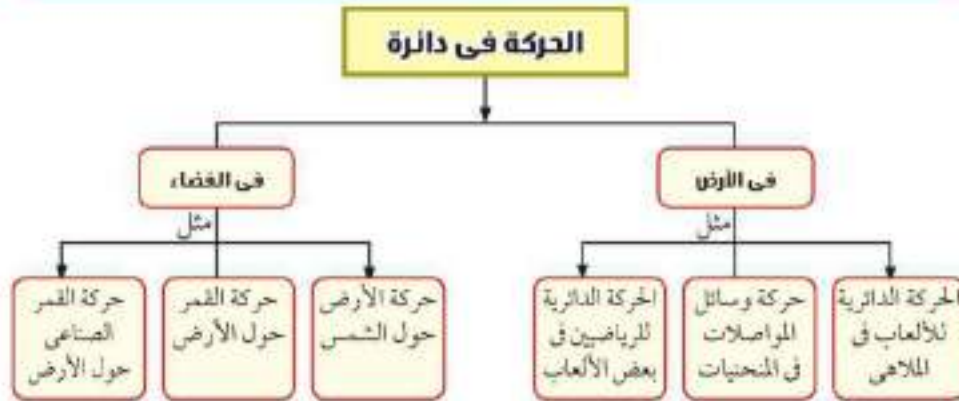 الحركة فى دائرة
فى الأرض
فى الفضاء
مثل
مثل
الحركة الدائرية
للألعاب فى
الملاهى
حركة وسائل
المواصلات
فى المنحنيات
الحركة الدائرية
للرياضيين فى
بعض الألعاب
حركة الأرض
حول الشمس
حركة القمر
حول الأرض
حركة القمر
الصناعى
حول الأرض